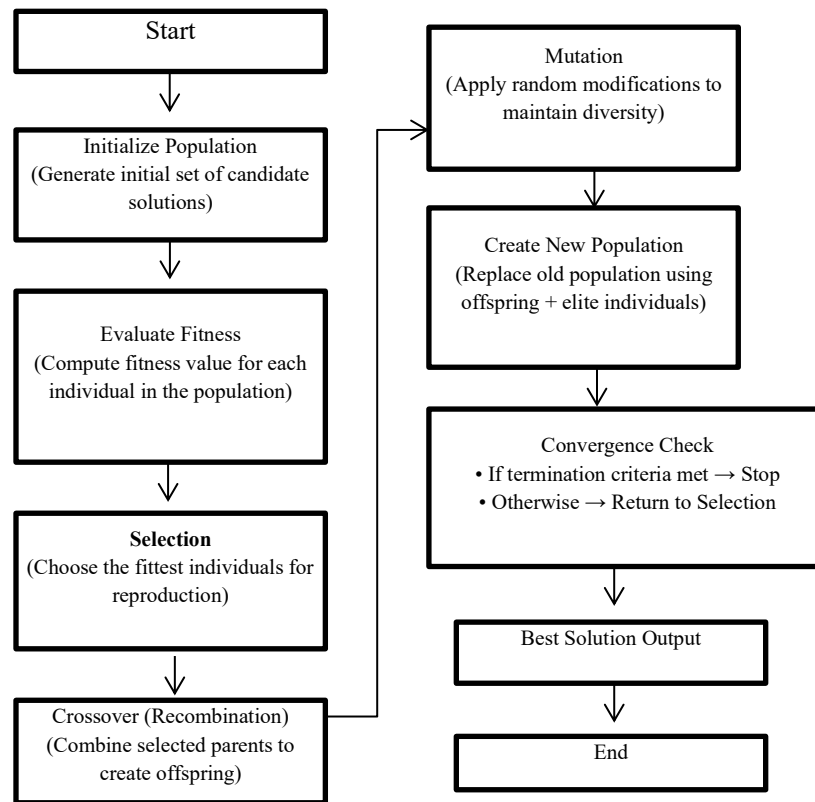 Start
Initialize Population
(Generate initial set of candidate
solutions)
Evaluate Fitness
(Compute fitness value for each
individual in the population)
Selection
(Choose the fittest individuals for
reproduction)
Crossover (Recombination)
(Combine selected parents to
create offspring)
Mutation
(Apply random modifications to
maintain diversity)
Create New Population
(Replace old population using
offspring + elite individuals)
Convergence Check
• If termination criteria met → Stop
• Otherwise → Return to Selection
Best Solution Output
End